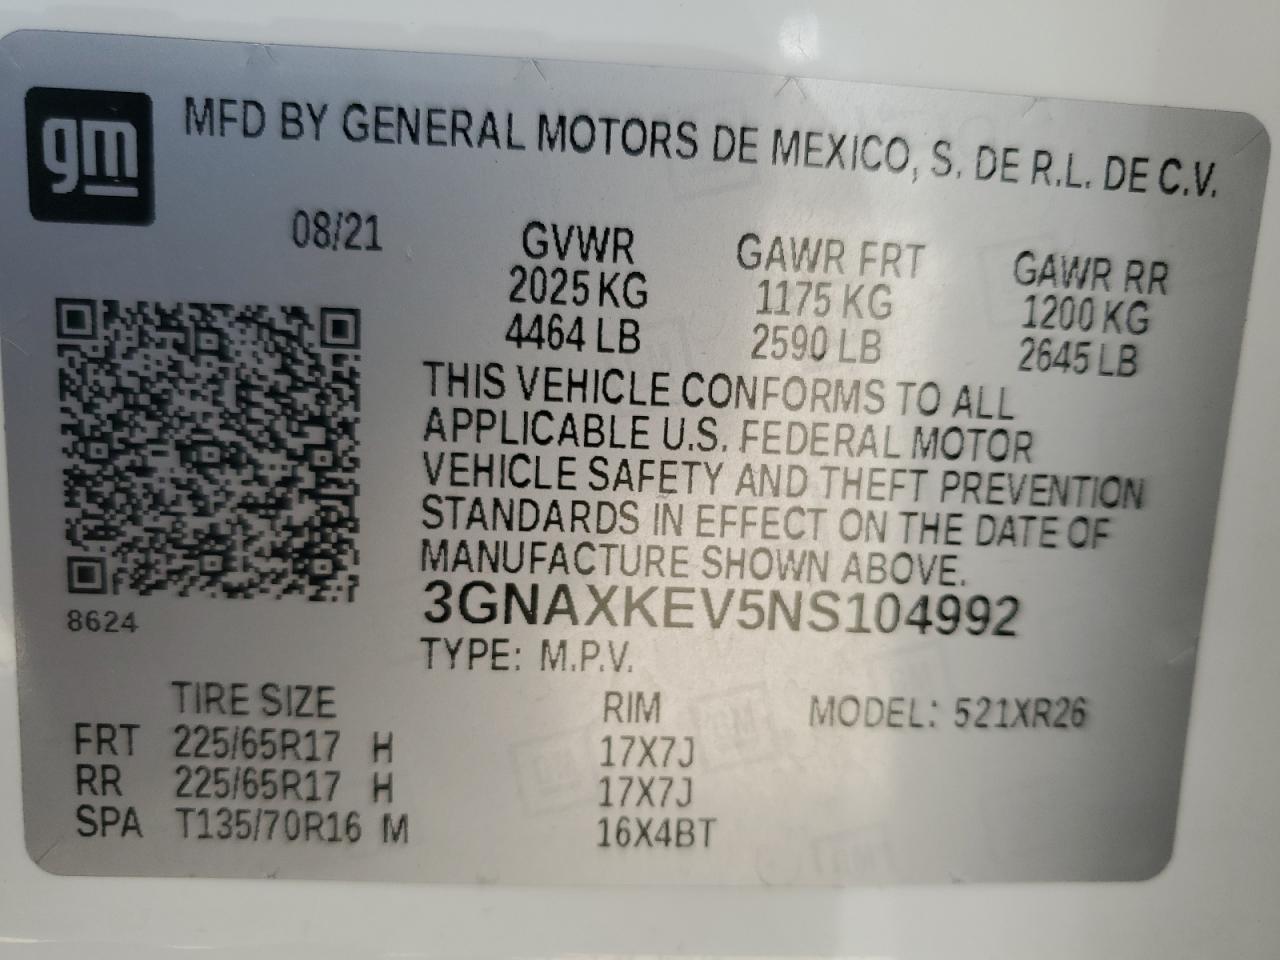 gm
MFD BY GENERAL MOTORS DE MEXICO, S. DE R.L. DE C.V.
08/21
GVWR GAWR FRT GAWR RR
2025 KG 1175 KG 1200 KG
4464 LB 2590 LB 2645 LB
THIS VEHICLE CONFORMS TO ALL
APPLICABLE U.S. FEDERAL MOTOR
VEHICLE SAFETY AND THEFT PREVENTION
STANDARDS IN EFFECT ON THE DATE OF
MANUFACTURE SHOWN ABOVE.
3GNAXKEV5NS104992
8624
TYPE: M.P.V.
TIRE SIZE RIM MODEL: 521XR26
FRT 225/65R17 H 17X7J
RR 225/65R17 H 17X7J
SPA T135/70R16 M 16X4BT